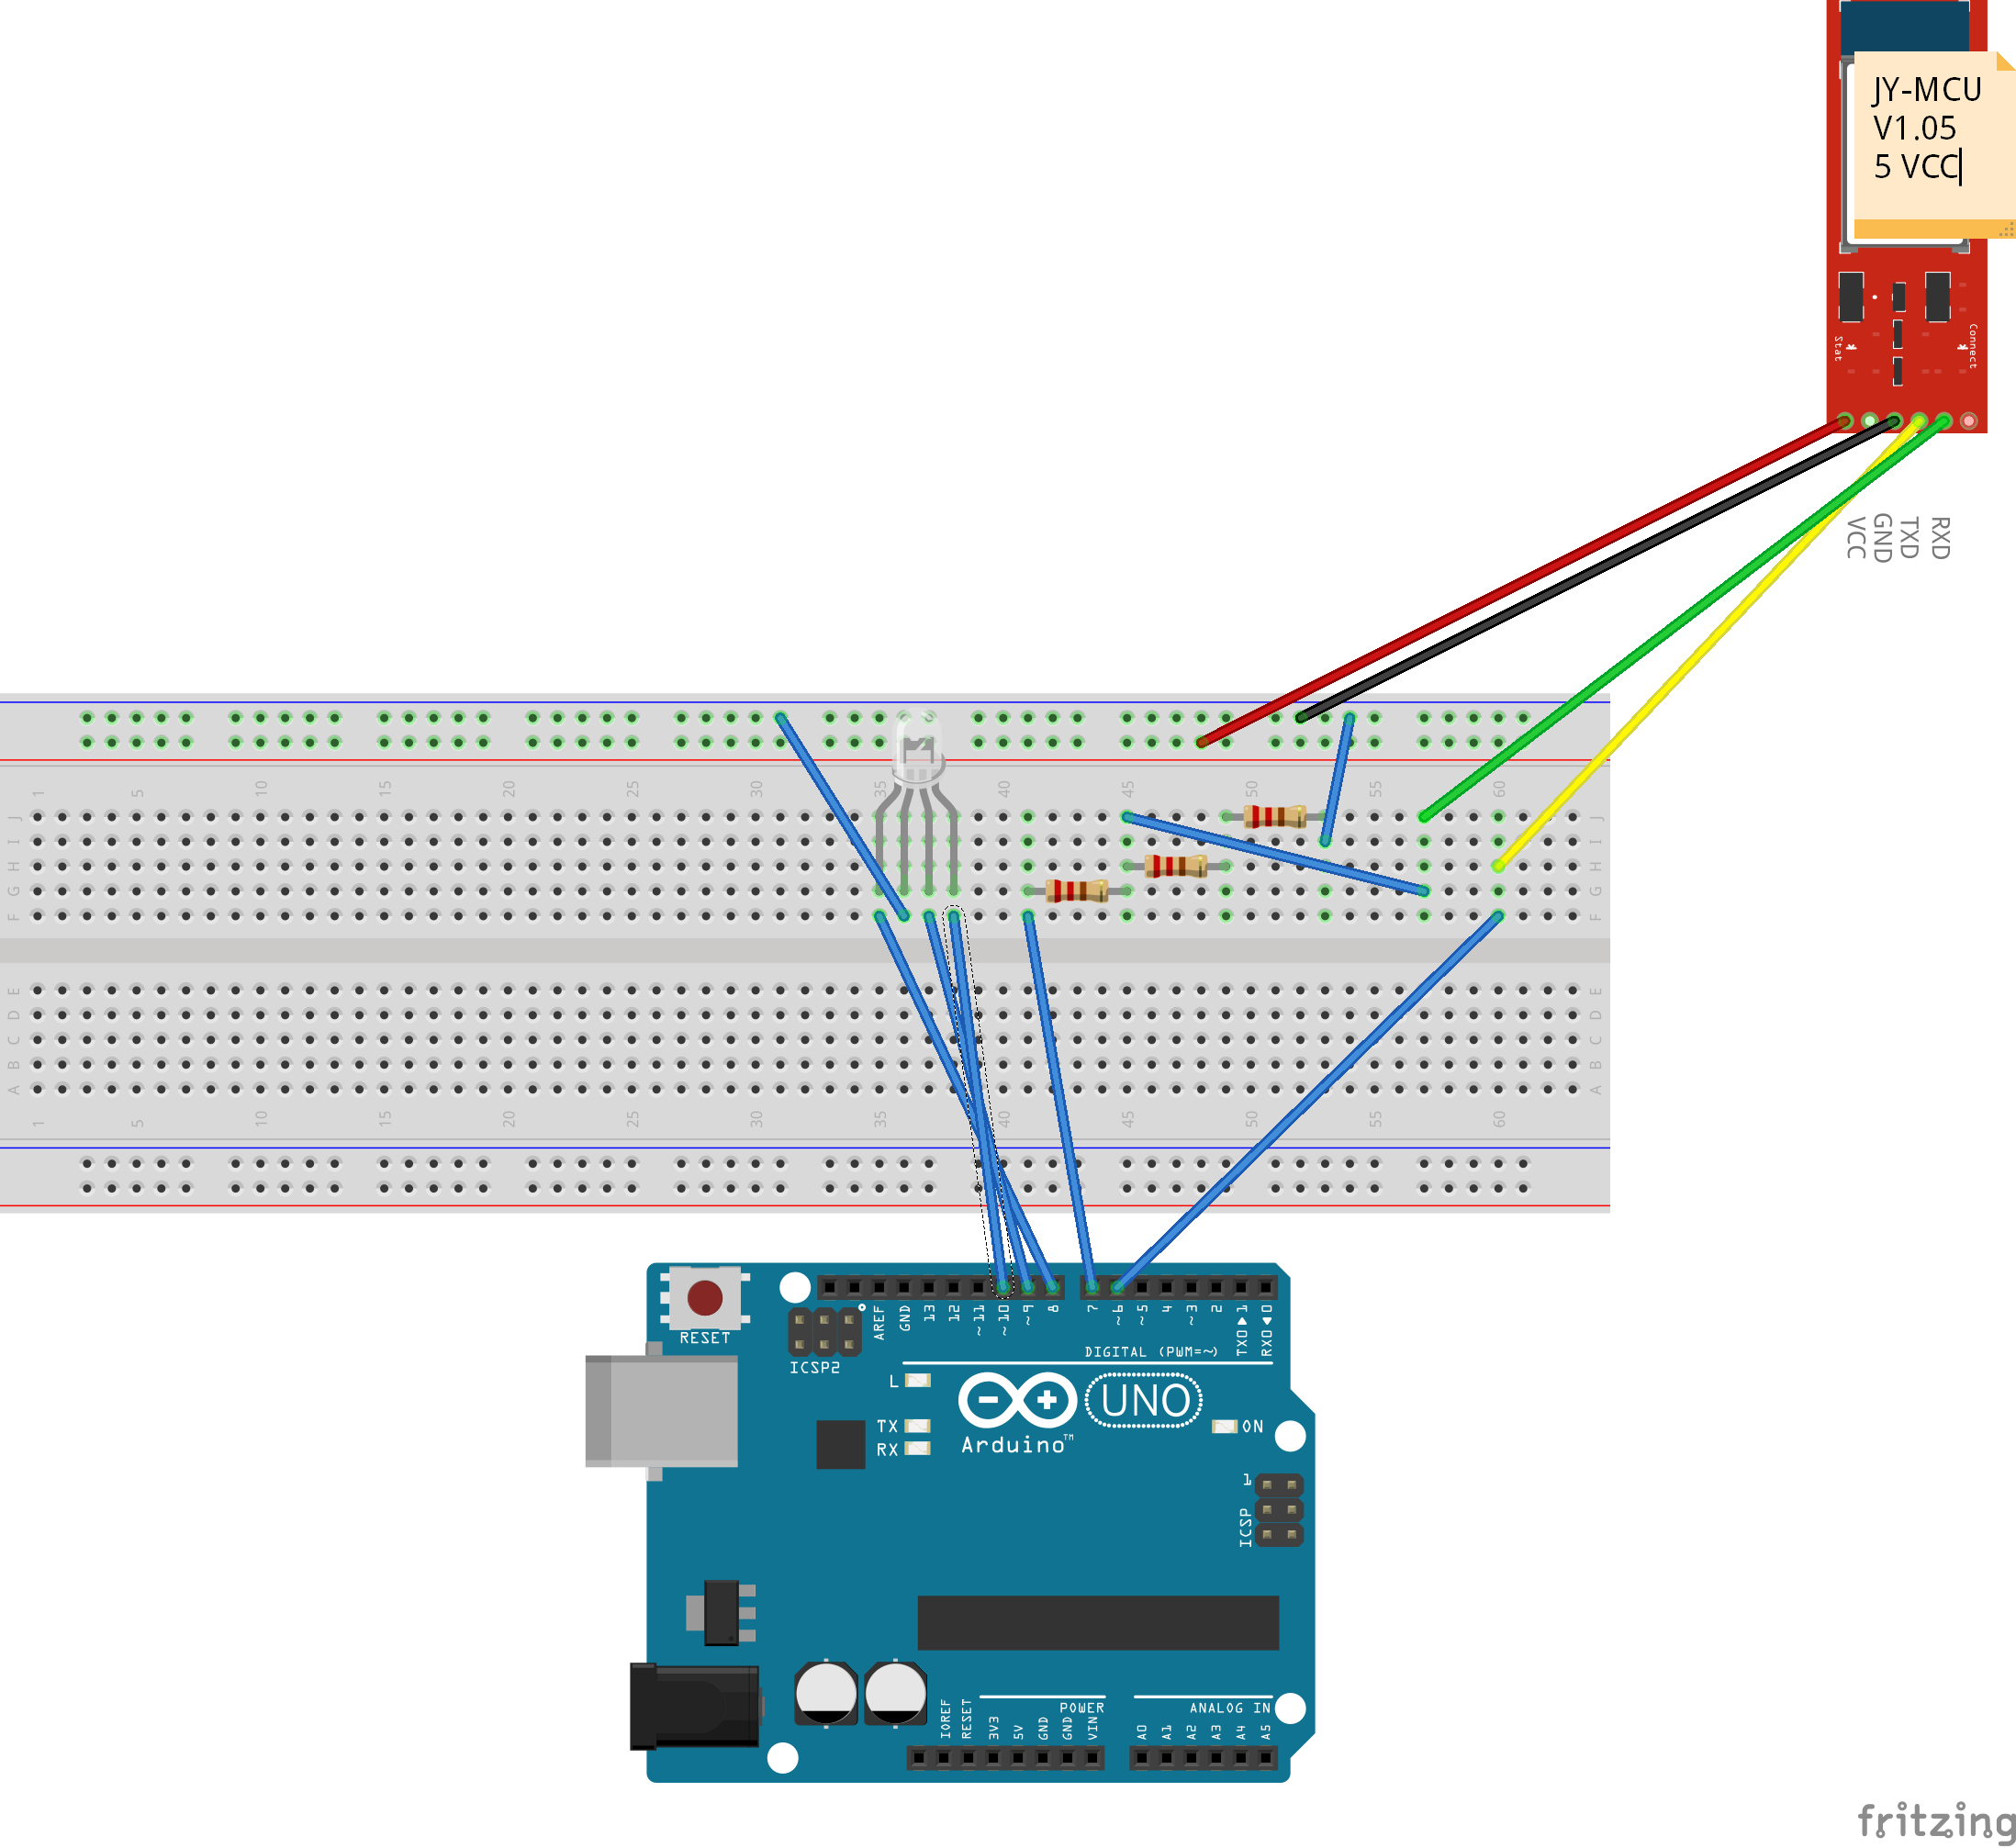 JY-MCU
V1.05
5 VCC
Stat
Connect
VCC
GND
TXD
RXD
1 5 10 15 20 25 30 35 40 45 50 55 60
J J
I I
H H
G G
F F
E E
D D
C C
B B
A A
1 5 10 15 20 25 30 35 40 45 50 55 60
RESET
ICSP2
AREF
GND
13
12
~11
~10
~9
8
7
~6
~5
4
~3
2
TX0▶1
RX0◀0
DIGITAL (PWM=~)
L
TX
RX
UNO
ON
Arduino™
1
ICSP
POWER
ANALOG IN
IOREF
RESET
3V3
5V
GND
GND
VIN
A0
A1
A2
A3
A4
A5
fritzing